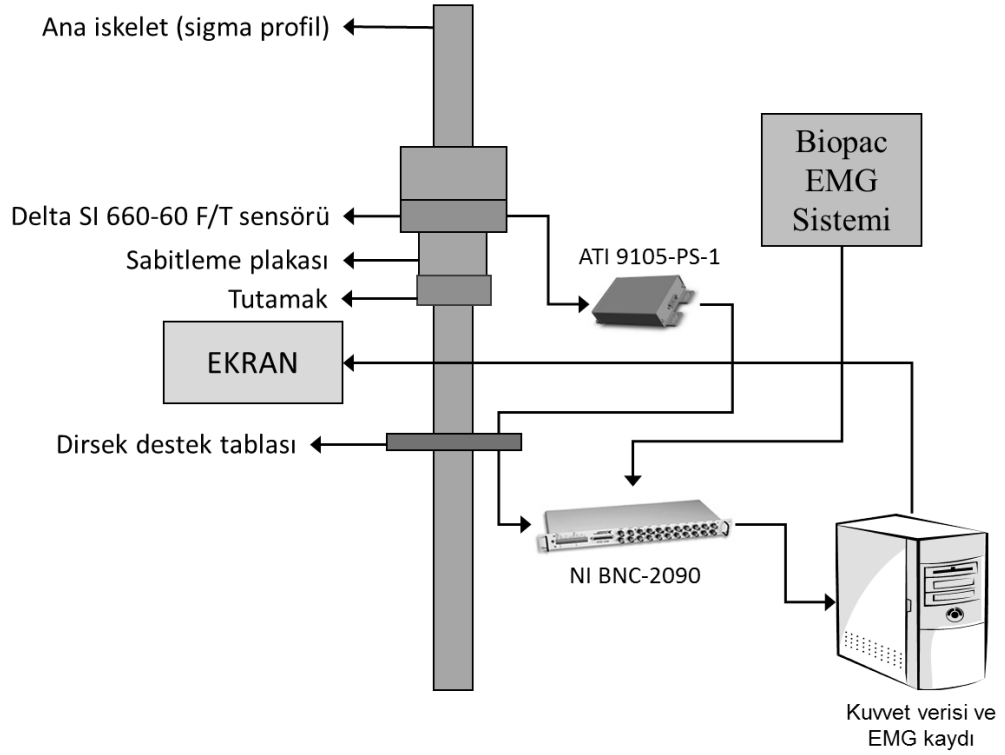 Ana iskelet (sigma profil)
Biopac
EMG
Sistemi
Delta SI 660-60 F/T sensörü
Sabitleme plakası
ATI 9105-PS-1
Tutamak
EKRAN
Dirsek destek tablası
NI BNC-2090
Kuvvet verisi ve
EMG kaydı